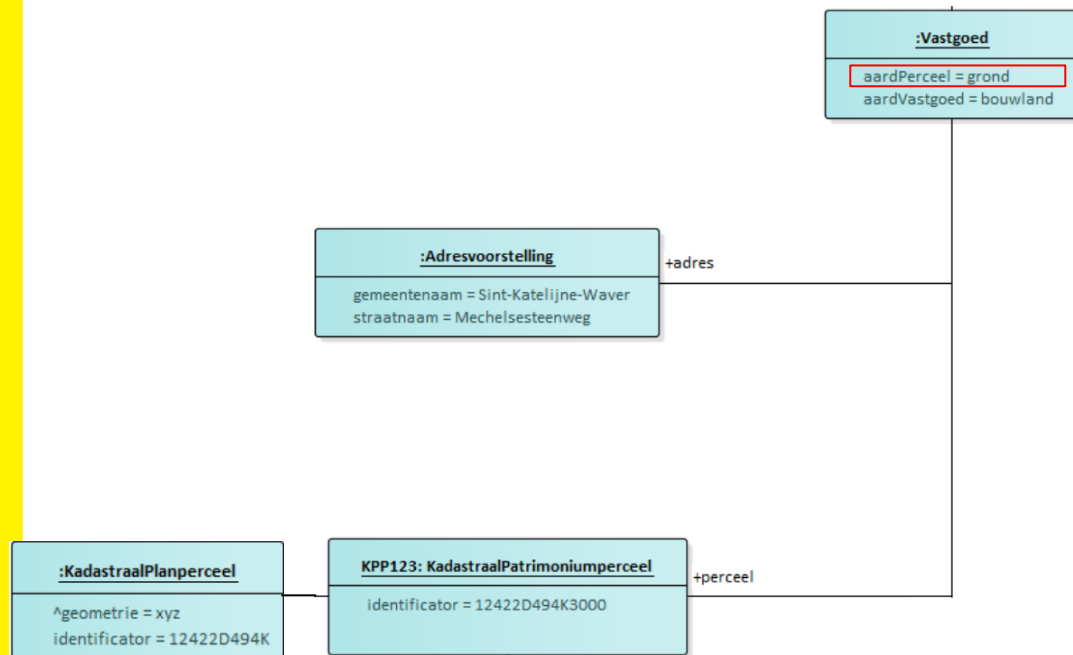 :Vastgoed
aardPerceel = grond
aardVastgoed = bouwland
:Adresvoorstelling
gemeentenaam = Sint-Katelijne-Waver
straatnaam = Mechelsesteenweg
+adres
:KadastraalPlanperceel
^geometrie = xyz
identificator = 12422D494K
KPP123: KadastraalPatrimoniumperceel
identificator = 12422D494K3000
+perceel